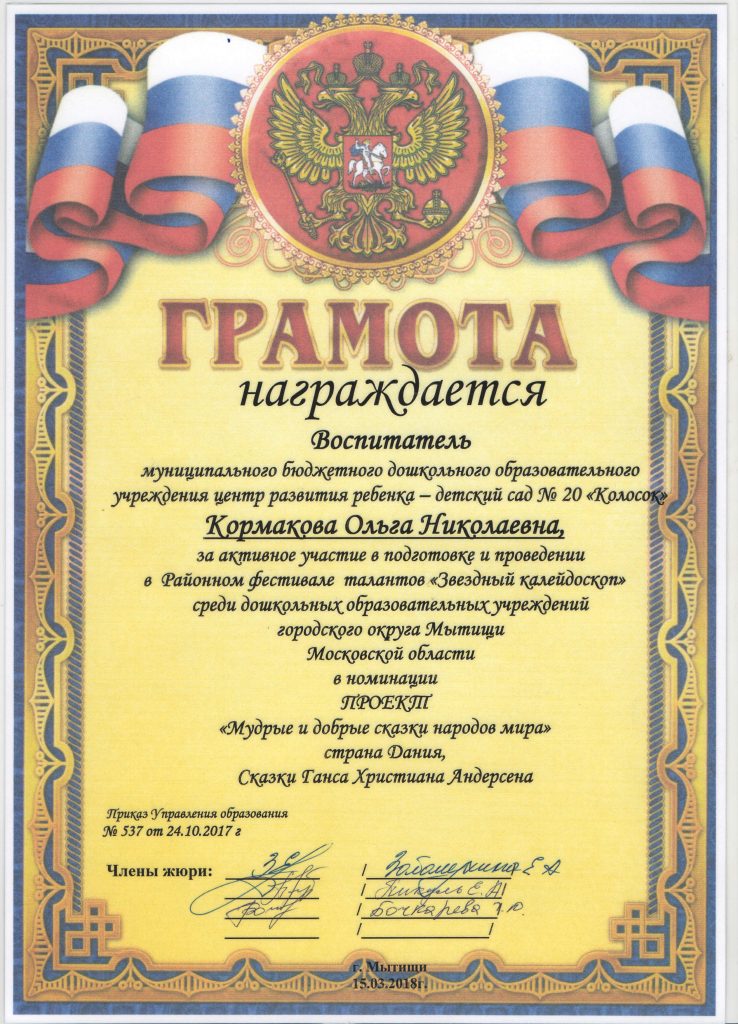 ГРАМОТА
награждается
Воспитатель
муниципального бюджетного дошкольного образовательного
учреждения центр развития ребенка – детский сад № 20 «Колосок»
Кормакова Ольга Николаевна,
за активное участие в подготовке и проведении
в Районном фестивале талантов «Звездный калейдоскоп»
среди дошкольных образовательных учреждений
городского округа Мытищи
Московской области
в номинации
ПРОЕКТ
«Мудрые и добрые сказки народов мира»
страна Дания,
Сказки Ганса Христиана Андерсена
Приказ Управления образования
№ 537 от 24.10.2017 г
Члены жюри: / Е А
/ Пикуль Е. А /
/ Бочкарева Ю.
/ /
г. Мытищи
15.03.2018г.